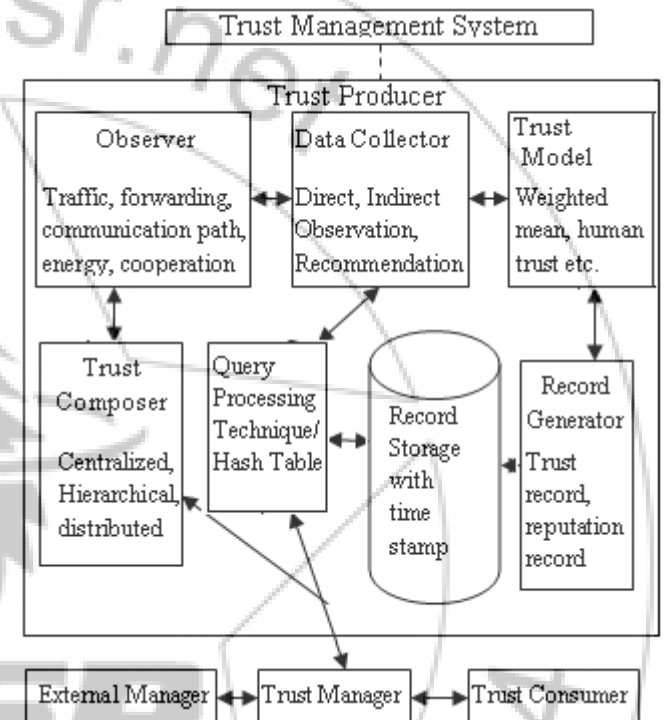 Trust Management System
Trust Producer
Observer
Traffic, forwarding,
communication path,
energy, cooperation
Data Collector
Direct, Indirect
Observation,
Recommendation
Trust
Model
Weighted
mean, human
trust etc.
Trust
Composer
Centralized,
Hierarchical,
distributed
Query
Processing
Technique/
Hash Table
Record
Storage
with
time
stamp
Record
Generator
Trust
record,
reputation
record
External Manager
Trust Manager
Trust Consumer